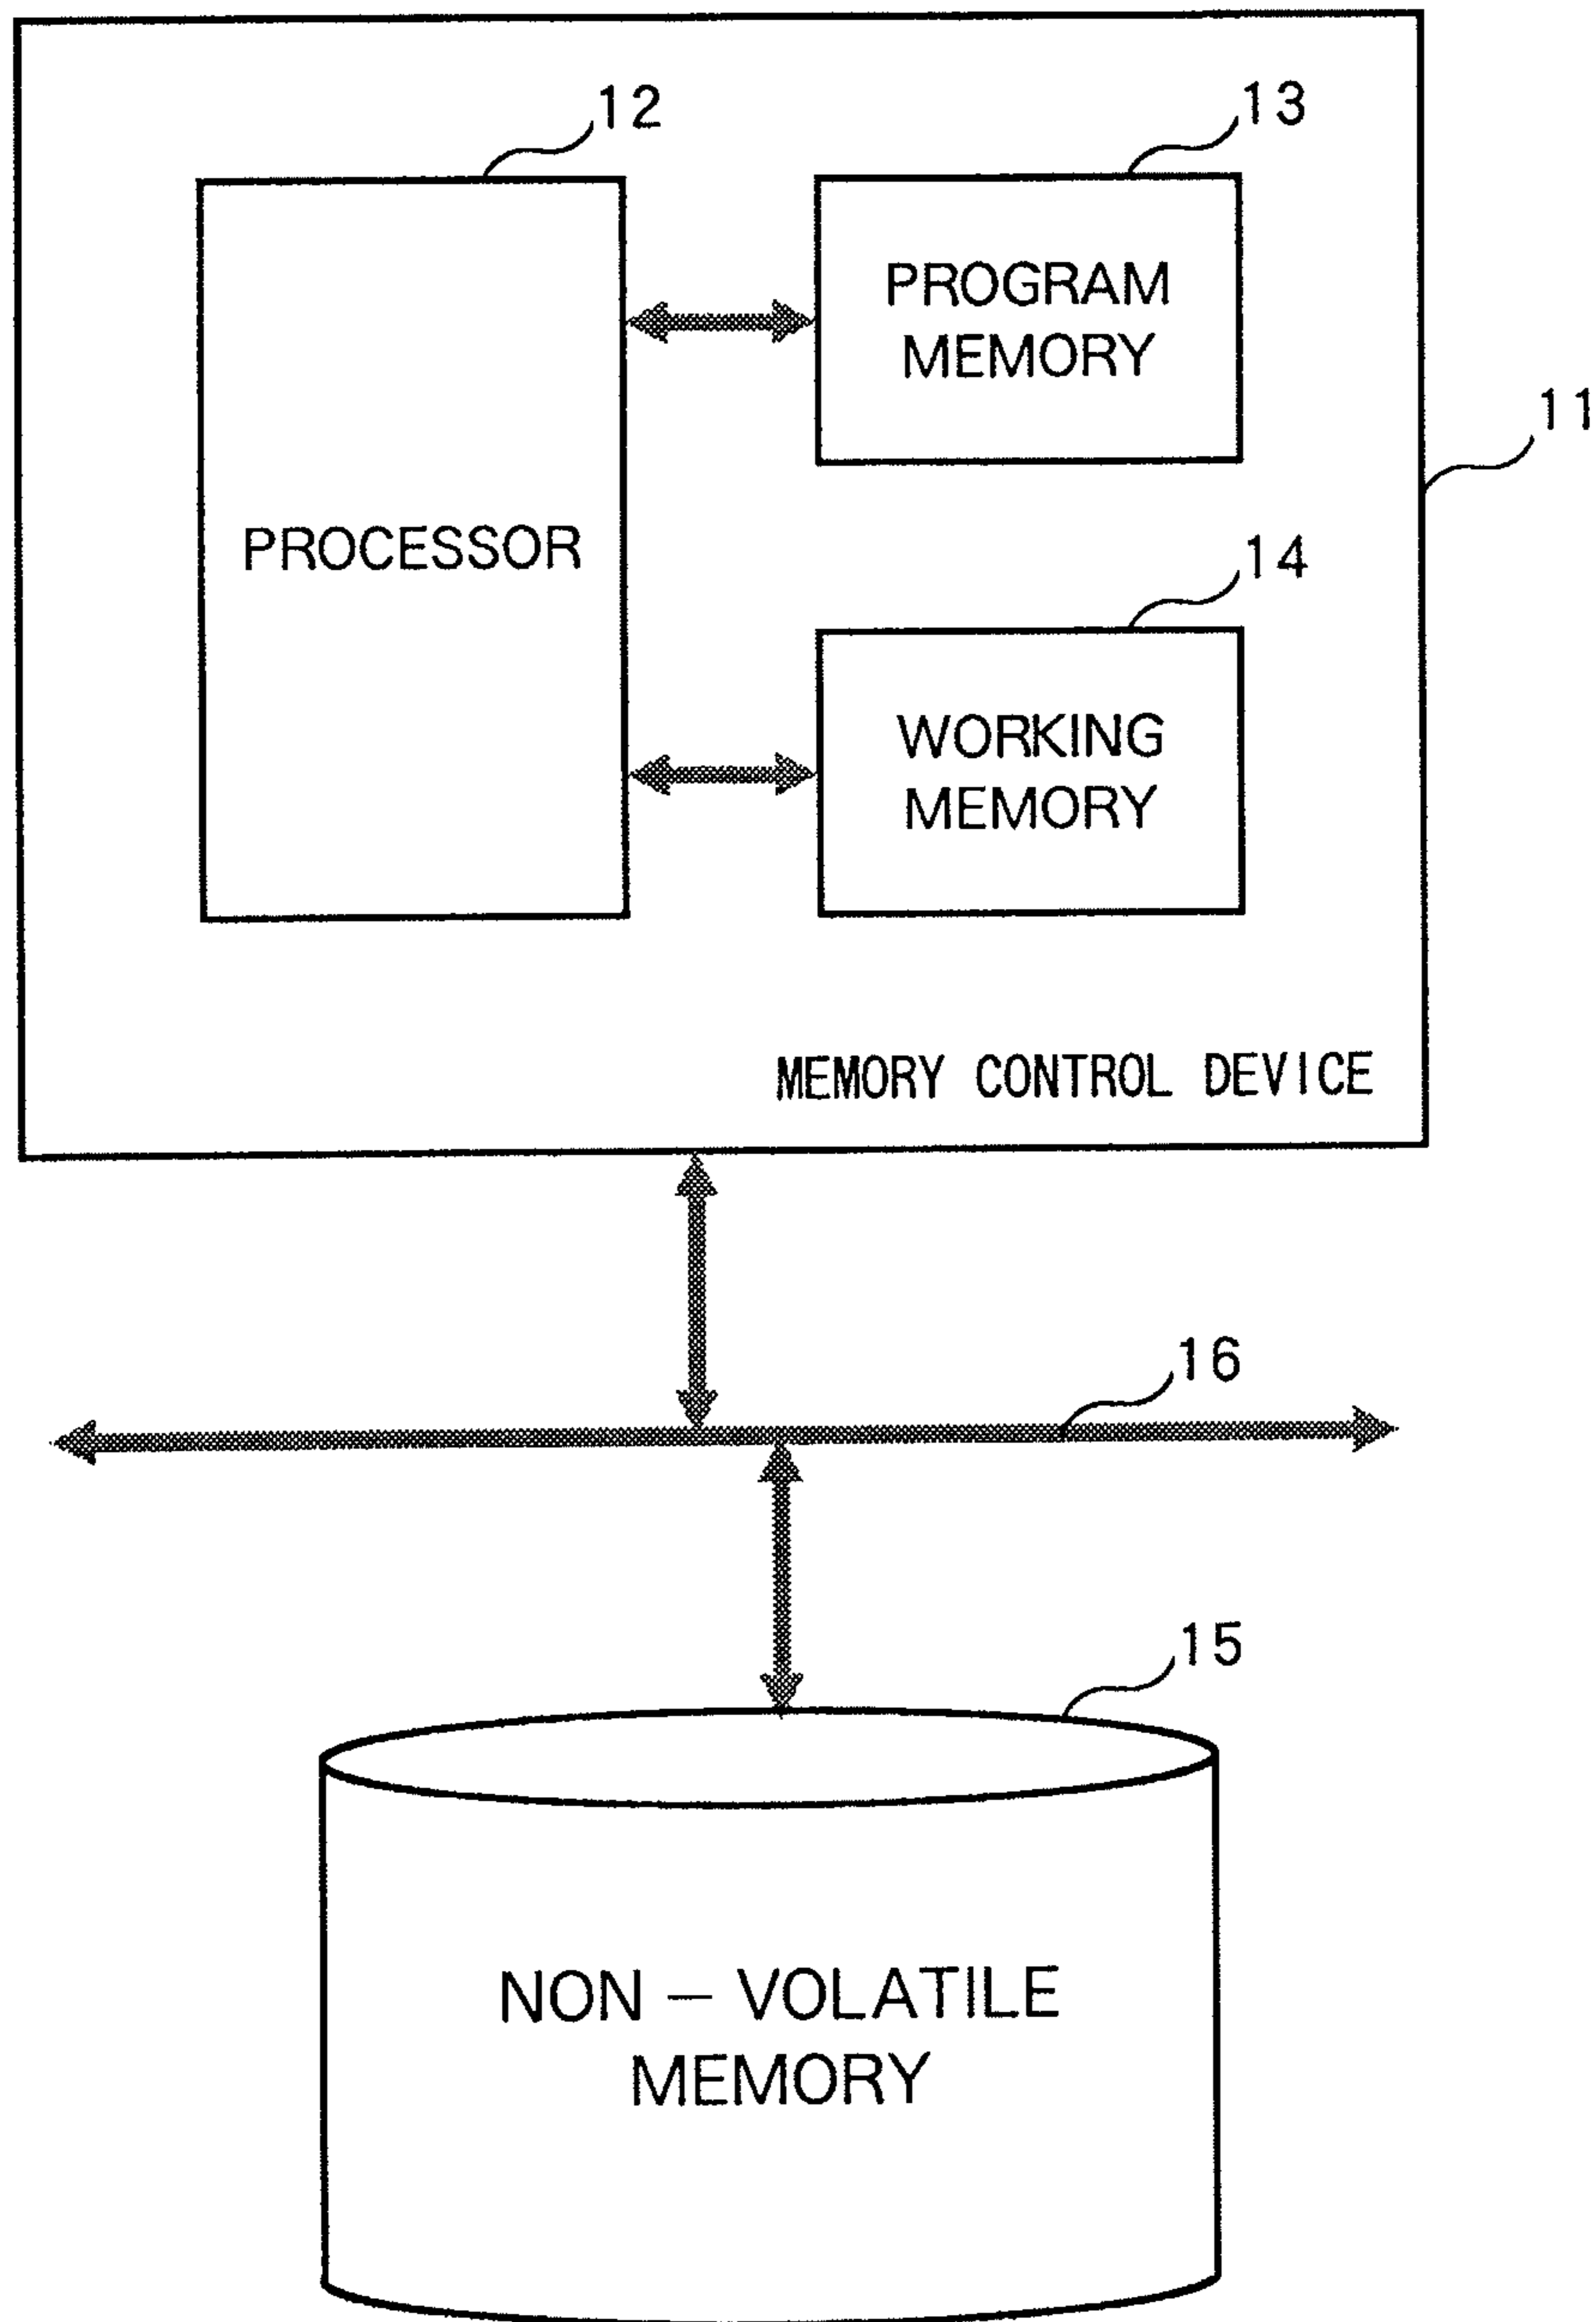 12
13
PROGRAM
MEMORY
11
PROCESSOR
14
WORKING
MEMORY
MEMORY CONTROL DEVICE
16
15
NON – VOLATILE
MEMORY